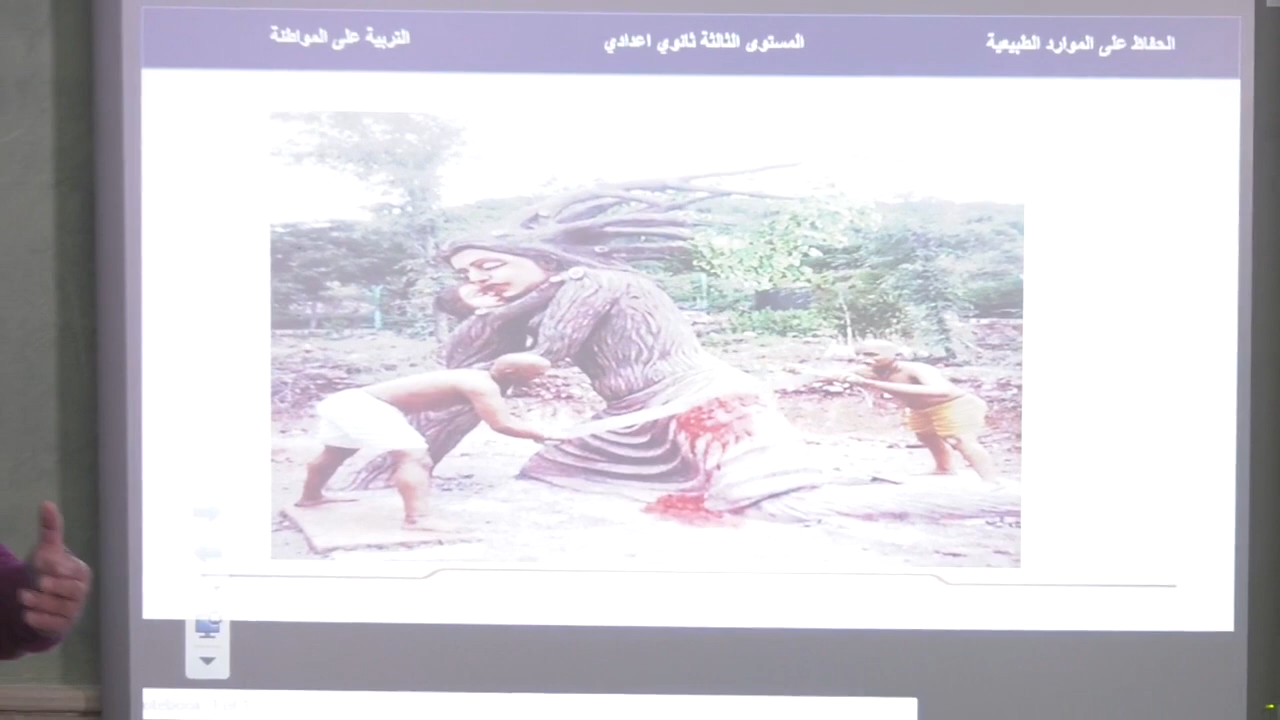 الحفاظ على الموارد الطبيعية
المستوى الثالثة ثانوي اعدادي
التربية على المواطنة